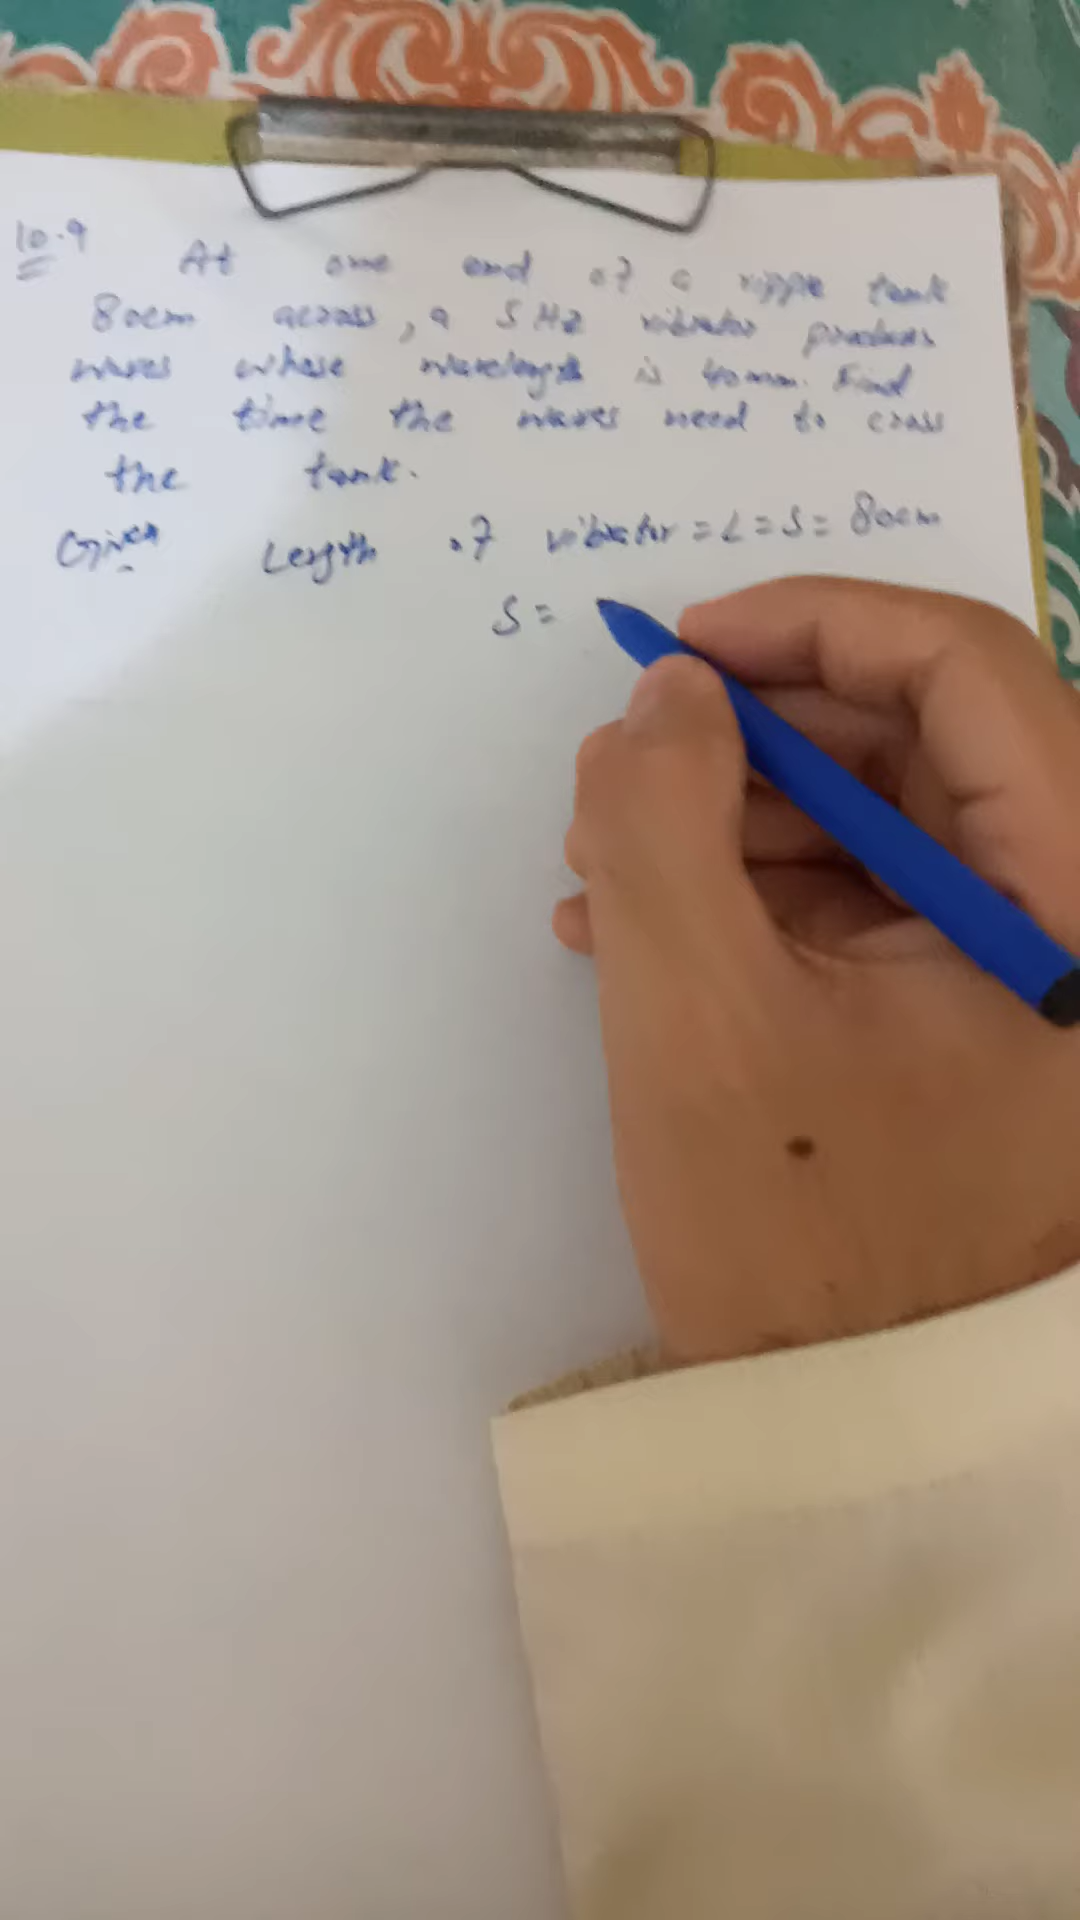 10.9 At one end of a ripple tank
80cm across, a 5 Hz vibrator produces
waves whose wavelength is 40mm. Find
the time the waves need to cross
the tank.
Given Length of vibrator = L = S = 80cm
S =